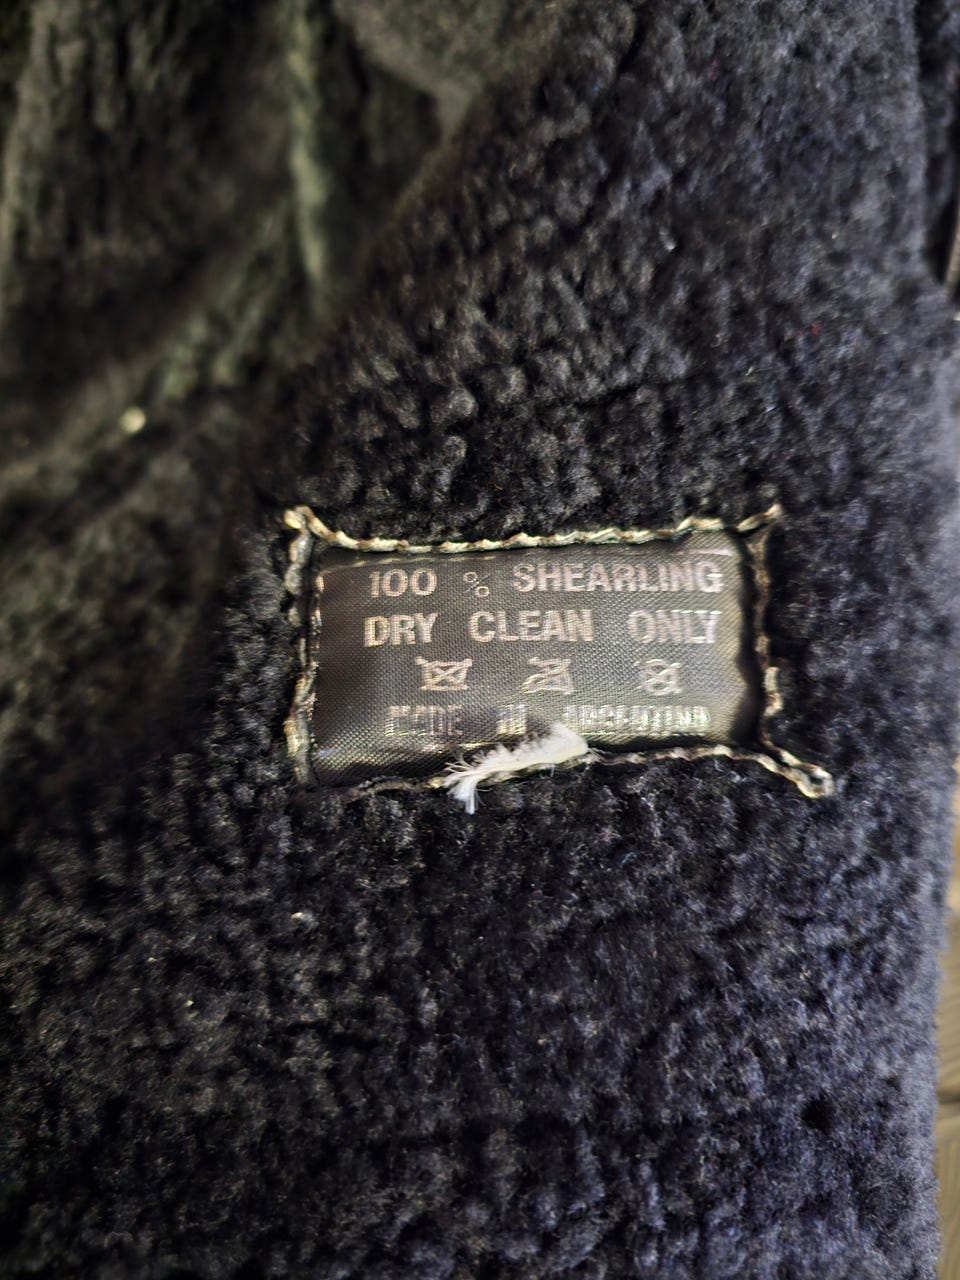 100 % SHEARLING
DRY CLEAN ONLY
MADE IN ARGENTINA